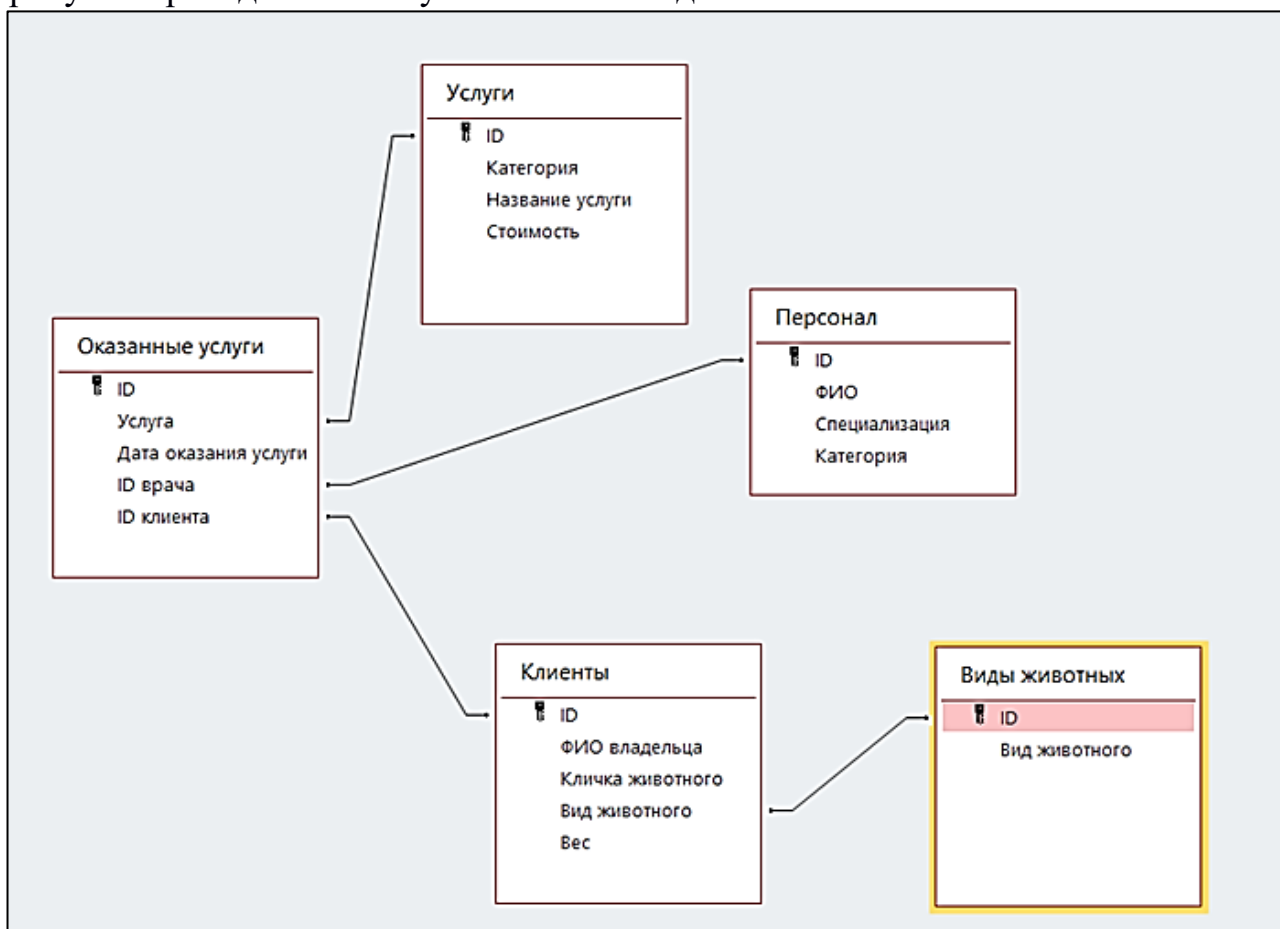 Услуги
ID
Категория
Название услуги
Стоимость
Персонал
ID
ФИО
Специализация
Категория
Оказанные услуги
ID
Услуга
Дата оказания услуги
ID врача
ID клиента
Клиенты
ID
ФИО владельца
Кличка животного
Вид животного
Вес
Виды животных
ID
Вид животного